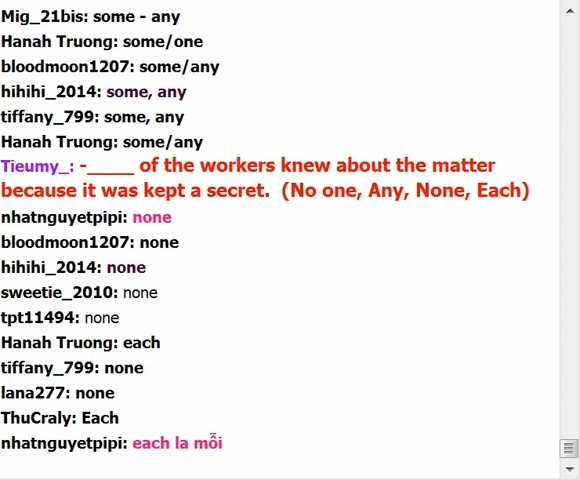 Mig_21bis: some - any
Hanah Truong: some/one
bloodmoon1207: some/any
hihihi_2014: some, any
tiffany_799: some, any
Hanah Truong: some/any
Tieumy_: -_____ of the workers knew about the matter
because it was kept a secret.  (No one, Any, None, Each)
nhatnguyetpipi: none
bloodmoon1207: none
hihihi_2014: none
sweetie_2010: none
tpt11494: none
Hanah Truong: each
tiffany_799: none
lana277: none
ThuCraly: Each
nhatnguyetpipi: each la mỗi